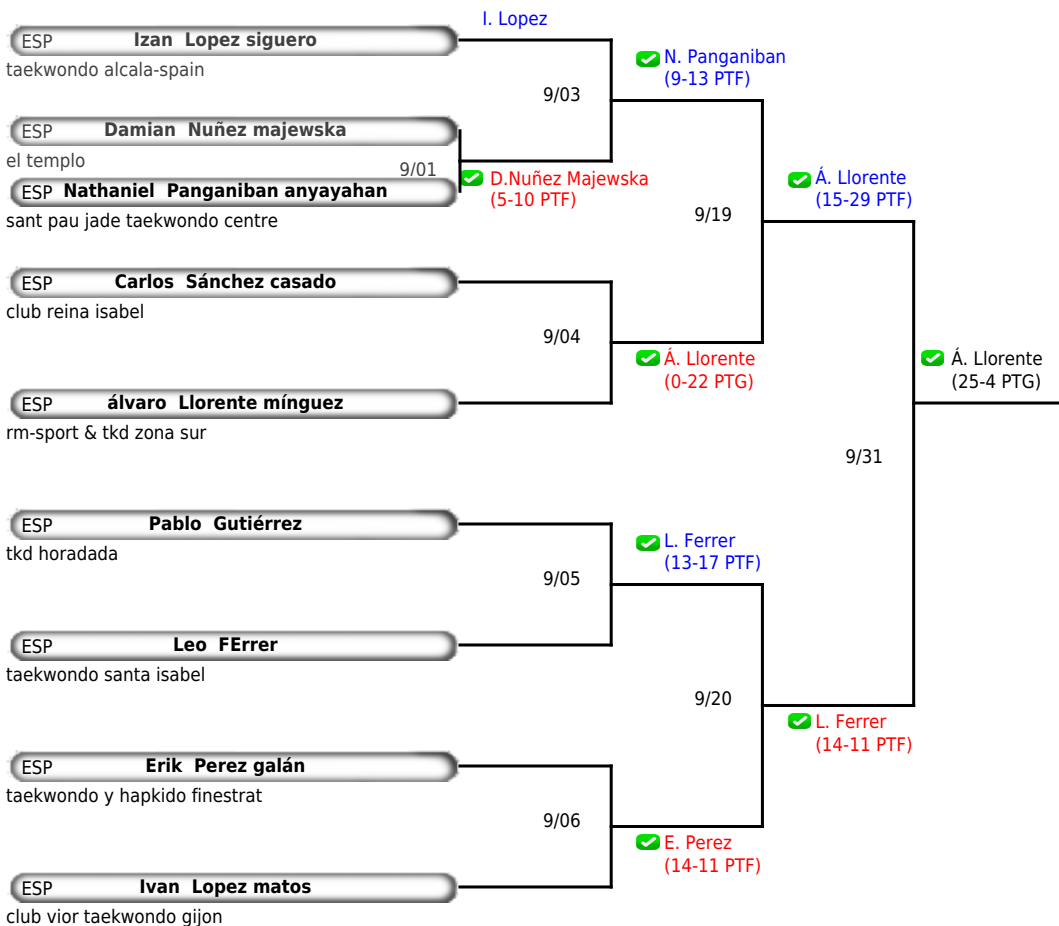 I. Lopez
ESP Izan Lopez siguero
taekwondo alcala-spain
N. Panganiban
(9-13 PTF)
9/03
ESP Damian Nuñez majewska
el templo
9/01
D.Nuñez Majewska
(5-10 PTF)
ESP Nathaniel Panganiban anyayahan
sant pau jade taekwondo centre
Á. Llorente
(15-29 PTF)
9/19
ESP Carlos Sánchez casado
club reina isabel
9/04
Á. Llorente
(0-22 PTG)
Á. Llorente
(25-4 PTG)
ESP álvaro Llorente mínguez
rm-sport & tkd zona sur
9/31
ESP Pablo Gutiérrez
tkd horadada
L. Ferrer
(13-17 PTF)
9/05
ESP Leo FErrer
taekwondo santa isabel
9/20
L. Ferrer
(14-11 PTF)
ESP Erik Perez galán
taekwondo y hapkido finestrat
9/06
E. Perez
(14-11 PTF)
ESP Ivan Lopez matos
club vior taekwondo gijon